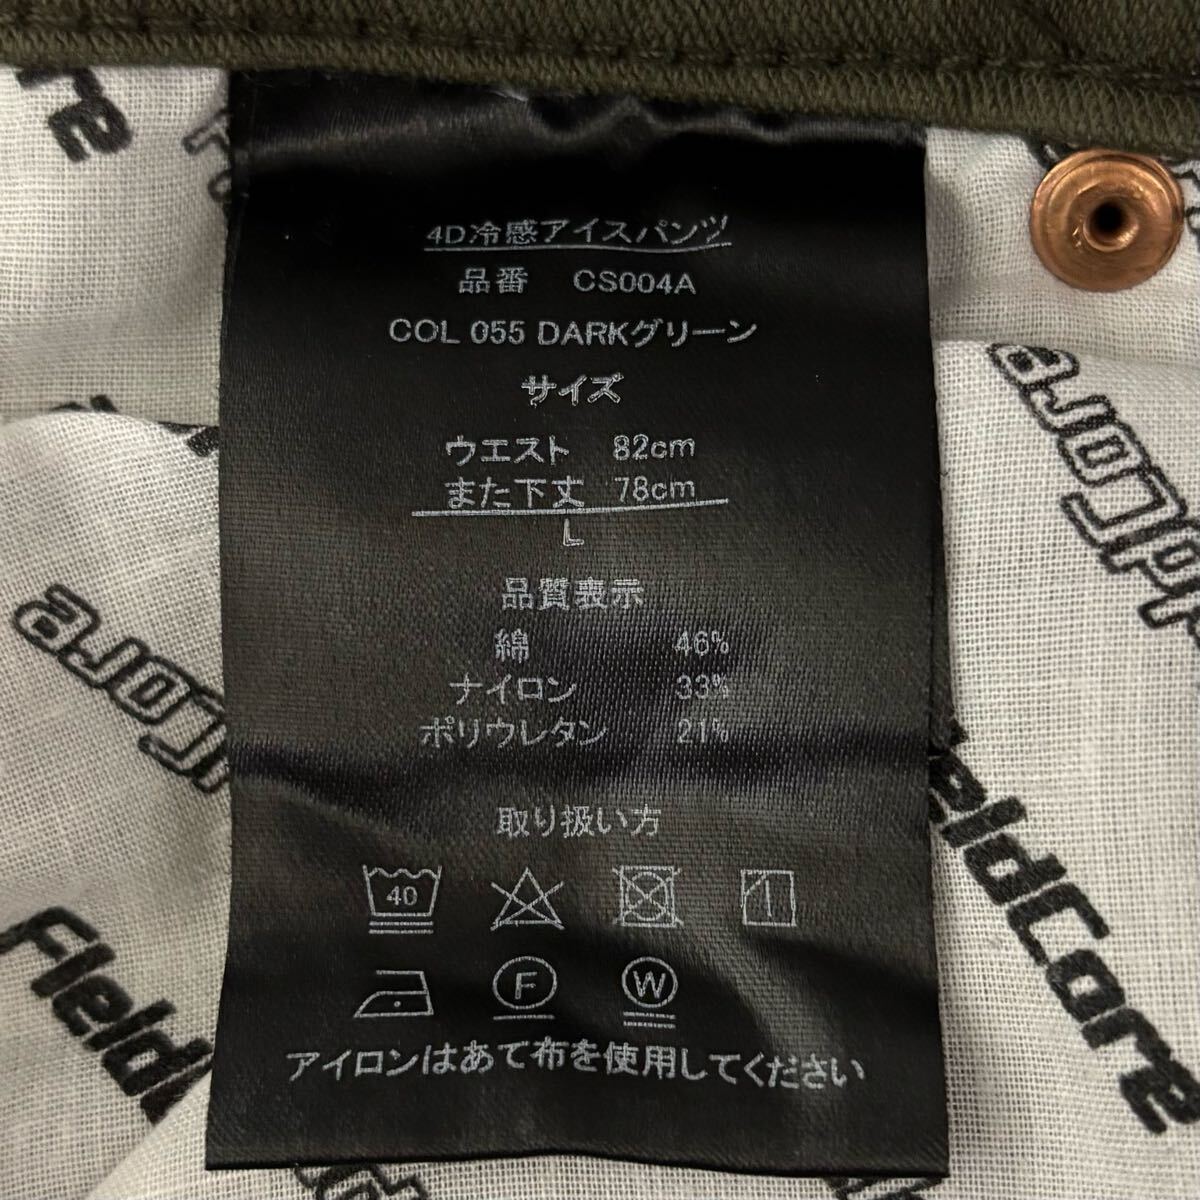 4D冷感アイスパンツ
品番 CS004A
COL 055 DARKグリーン
サイズ
ウエスト 82cm
また下丈 78cm
L
品質表示
綿 46%
ナイロン 33%
ポリウレタン 21%
取り扱い方
40
1
F W
アイロンはあて布を使用してください
FieldCore